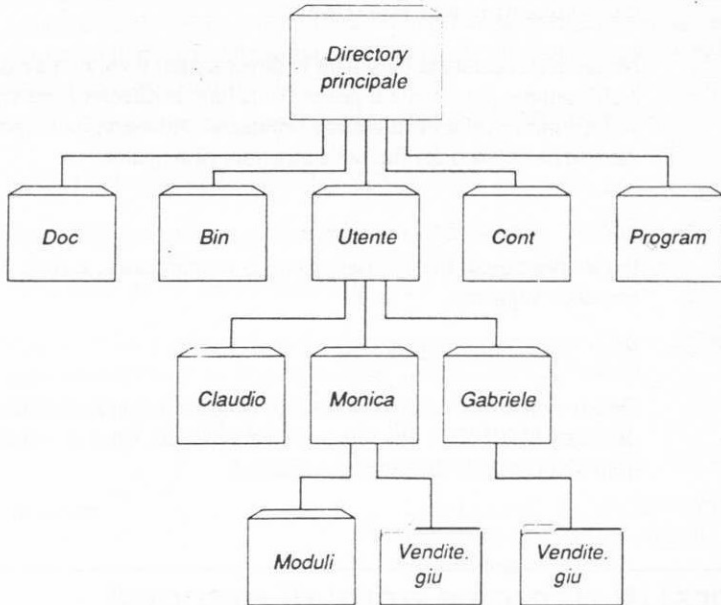 Directory
principale
Doc
Bin
Utente
Cont
Program
Claudio
Monica
Gabriele
Moduli
Vendite.
giu
Vendite.
giu